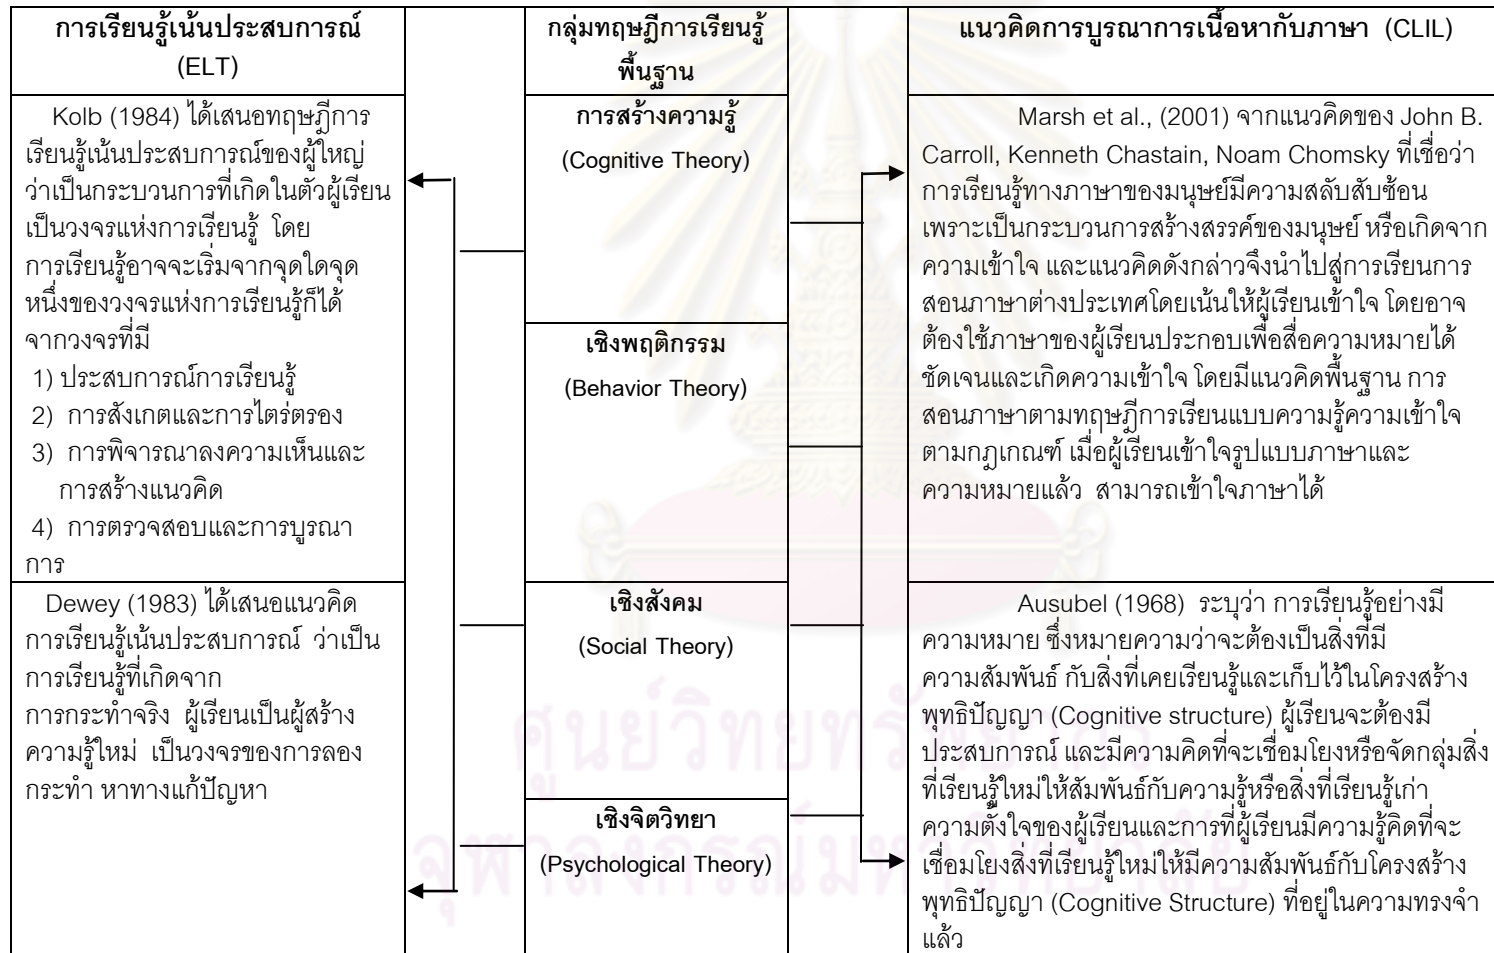 การเรียนรู้เน้นประสบการณ์
(ELT)
กลุ่มทฤษฎีการเรียนรู้
พื้นฐาน
แนวคิดการบูรณาการเนื้อหากับภาษา (CLIL)
Kolb (1984) ได้เสนอทฤษฎีการ
เรียนรู้เน้นประสบการณ์ของผู้ใหญ่
ว่าเป็นกระบวนการที่เกิดในตัวผู้เรียน
เป็นวงจรแห่งการเรียนรู้ โดย
การเรียนรู้อาจจะเริ่มจากจุดใดจุด
หนึ่งของวงจรแห่งการเรียนรู้ก็ได้
จากวงจรที่มี
1) ประสบการณ์การเรียนรู้
2) การสังเกตและการไตร่ตรอง
3) การพิจารณาลงความเห็นและ
การสร้างแนวคิด
4) การตรวจสอบและการบูรณา
การ
Dewey (1983) ได้เสนอแนวคิด
การเรียนรู้เน้นประสบการณ์ ว่าเป็น
การเรียนรู้ที่เกิดจาก
การกระทำจริง ผู้เรียนเป็นผู้สร้าง
ความรู้ใหม่ เป็นวงจรของการลอง
กระทำ หาทางแก้ปัญหา
การสร้างความรู้
(Cognitive Theory)
เชิงพฤติกรรม
(Behavior Theory)
เชิงสังคม
(Social Theory)
เชิงจิตวิทยา
(Psychological Theory)
Marsh et al., (2001) จากแนวคิดของ John B.
Carroll, Kenneth Chastain, Noam Chomsky ที่เชื่อว่า
การเรียนรู้ทางภาษาของมนุษย์มีความสลับสับซ้อน
เพราะเป็นกระบวนการสร้างสรรค์ของมนุษย์ หรือเกิดจาก
ความเข้าใจ และแนวคิดดังกล่าวจึงนำไปสู่การเรียนการ
สอนภาษาต่างประเทศโดยเน้นให้ผู้เรียนเข้าใจ โดยอาจ
ต้องใช้ภาษาของผู้เรียนประกอบเพื่อสื่อความหมายได้
ชัดเจนและเกิดความเข้าใจ โดยมีแนวคิดพื้นฐาน การ
สอนภาษาตามทฤษฎีการเรียนแบบความรู้ความเข้าใจ
ตามกฎเกณฑ์ เมื่อผู้เรียนเข้าใจรูปแบบภาษาและ
ความหมายแล้ว สามารถเข้าใจภาษาได้
Ausubel (1968) ระบุว่า การเรียนรู้อย่างมี
ความหมาย ซึ่งหมายความว่าจะต้องเป็นสิ่งที่มี
ความสัมพันธ์ กับสิ่งที่เคยเรียนรู้และเก็บไว้ในโครงสร้าง
พุทธิปัญญา (Cognitive structure) ผู้เรียนจะต้องมี
ประสบการณ์ และมีความคิดที่จะเชื่อมโยงหรือจัดกลุ่มสิ่ง
ที่เรียนรู้ใหม่ให้สัมพันธ์กับความรู้หรือสิ่งที่เรียนรู้เก่า
ความตั้งใจของผู้เรียนและการที่ผู้เรียนมีความรู้คิดที่จะ
เชื่อมโยงสิ่งที่เรียนรู้ใหม่ให้มีความสัมพันธ์กับโครงสร้าง
พุทธิปัญญา (Cognitive Structure) ที่อยู่ในความทรงจำ
แล้ว
ศูนย์วิทยทรัพยากร
จุฬาลงกรณ์มหาวิทยาลัย